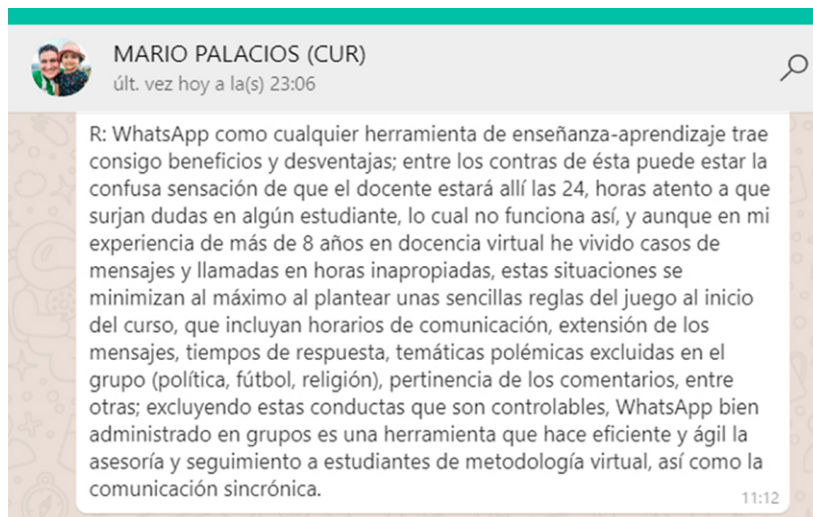 MARIO PALACIOS (CUR)
últ. vez hoy a la(s) 23:06
R: WhatsApp como cualquier herramienta de enseñanza-aprendizaje trae
consigo beneficios y desventajas; entre los contras de ésta puede estar la
confusa sensación de que el docente estará allí las 24, horas atento a que
surjan dudas en algún estudiante, lo cual no funciona así, y aunque en mi
experiencia de más de 8 años en docencia virtual he vivido casos de
mensajes y llamadas en horas inapropiadas, estas situaciones se
minimizan al máximo al plantear unas sencillas reglas del juego al inicio
del curso, que incluyan horarios de comunicación, extensión de los
mensajes, tiempos de respuesta, temáticas polémicas excluidas en el
grupo (política, fútbol, religión), pertinencia de los comentarios, entre
otras; excluyendo estas conductas que son controlables, WhatsApp bien
administrado en grupos es una herramienta que hace eficiente y ágil la
asesoría y seguimiento a estudiantes de metodología virtual, así como la
comunicación sincrónica.
11:12